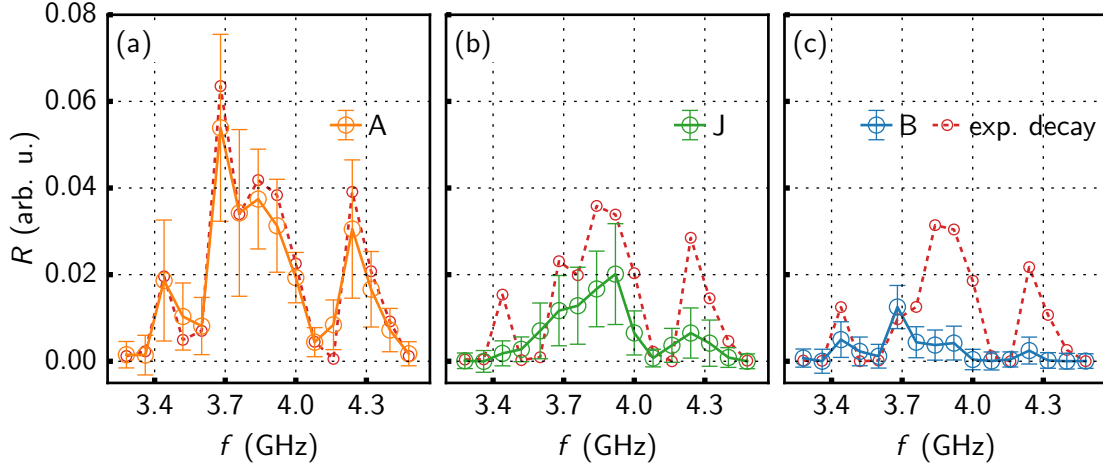 0.08
0.06
0.04
0.02
0.00
R (arb. u.)
(a)
A
3.4 3.7 4.0 4.3
f (GHz)
(b)
J
3.4 3.7 4.0 4.3
f (GHz)
(c)
B exp. decay
3.4 3.7 4.0 4.3
f (GHz)